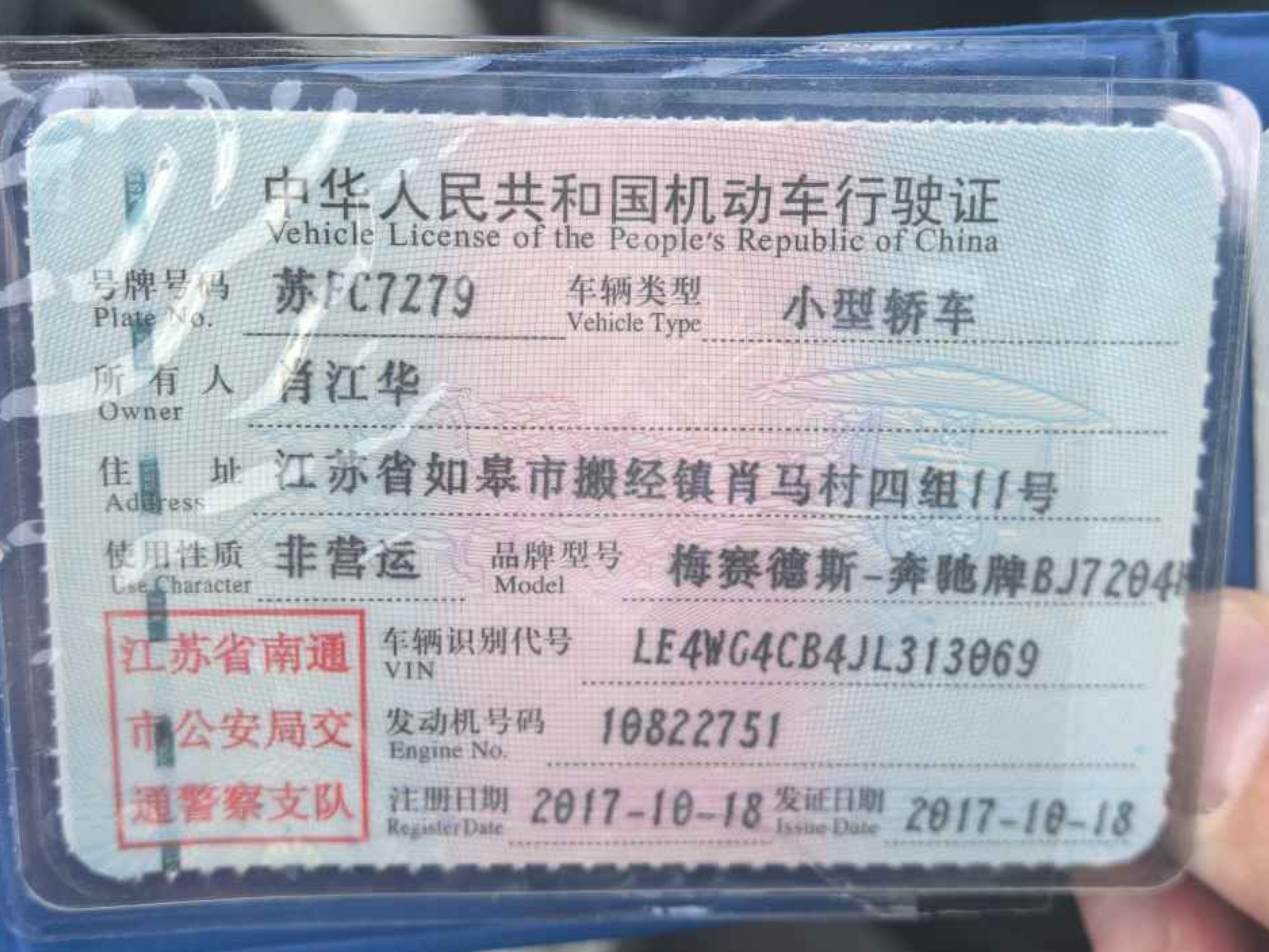 中华人民共和国机动车行驶证
Vehicle License of the People's Republic of China
号牌号码 苏FC7279 车辆类型 小型轿车
Plate No. Vehicle Type
所有人 肖江华
Owner
住址 江苏省如皋市搬经镇肖马村四组11号
Address
使用性质 非营运 品牌型号 梅赛德斯-奔驰牌BJ7204
Use Character Model
江苏省南通
市公安局交
通警察支队
车辆识别代号 LE4WG4CB4JL313069
VIN
发动机号码 10822751
Engine No.
注册日期 2017-10-18 发证日期 2017-10-18
Register Date Issue Date